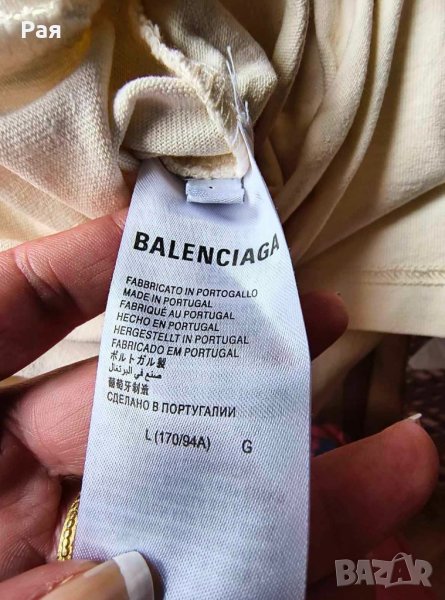 Рая
BALENCIAGA
FABBRICATO IN PORTOGALLO
MADE IN PORTUGAL
FABRIQUÉ AU PORTUGAL
HECHO EN PORTUGAL
HERGESTELLT IN PORTUGAL
FABRICADO EM PORTUGAL
ポルトガル製
صنع في البرتغال
葡萄牙制造
СДЕЛАНО В ПОРТУГАЛИИ
L (170/94A) G
BAZAR